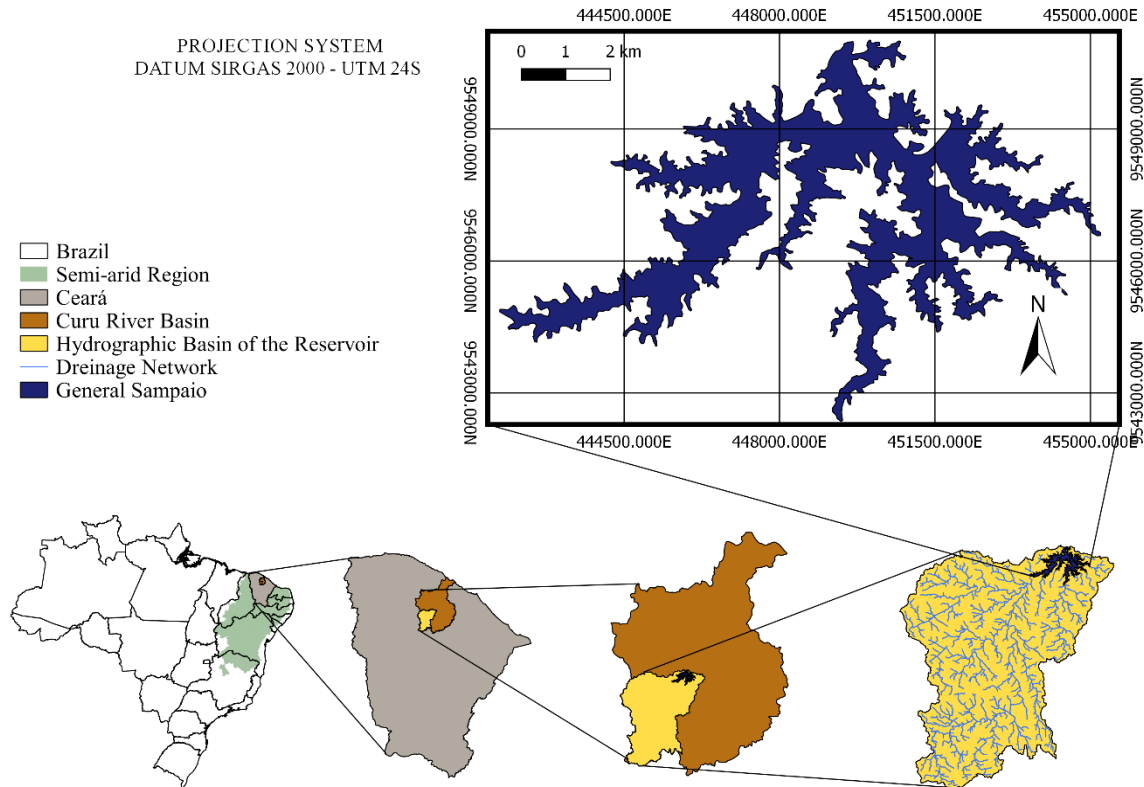 PROJECTION SYSTEM
DATUM SIRGAS 2000 - UTM 24S
444500.000E 448000.000E 451500.000E 455000.000E
0 1 2 km
9549000.000N 9549000.000N
9546000.000N 9546000.000N
9543000.000N 9543000.000N
N
444500.000E 448000.000E 451500.000E 455000.000E
Brazil
Semi-arid Region
Ceará
Curu River Basin
Hydrographic Basin of the Reservoir
Dreinage Network
General Sampaio